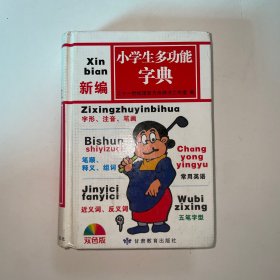 Xin
bian
新编
小学生多功能
字典
Zixingzhuyinbihua
字形、注音、笔画
Bishun
shiyizuci
笔顺、
释义、组词
Chang
yong
yingyu
常用英语
Jinyici
fanyici
近义词、反义词
Wubi
zixing
五笔字型
双色版
甘肃教育出版社